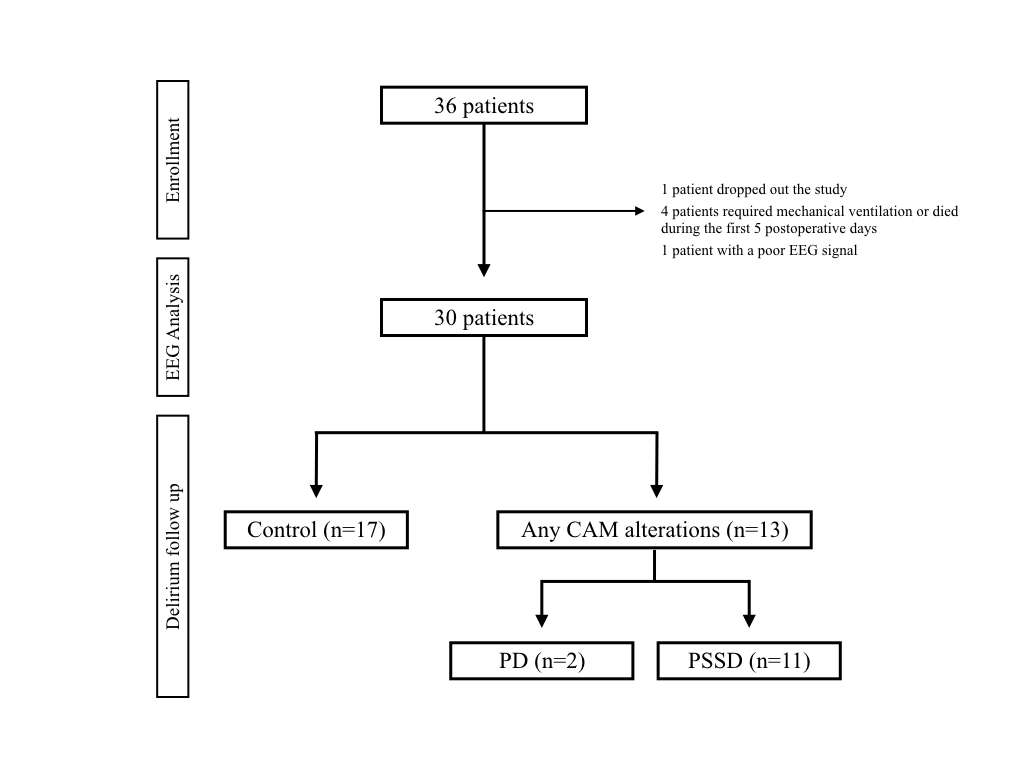 Enrollment
36 patients
1 patient dropped out the study
4 patients required mechanical ventilation or died
during the first 5 postoperative days
1 patient with a poor EEG signal
EEG Analysis
30 patients
Delirium follow up
Control (n=17)
Any CAM alterations (n=13)
PD (n=2)
PSSD (n=11)